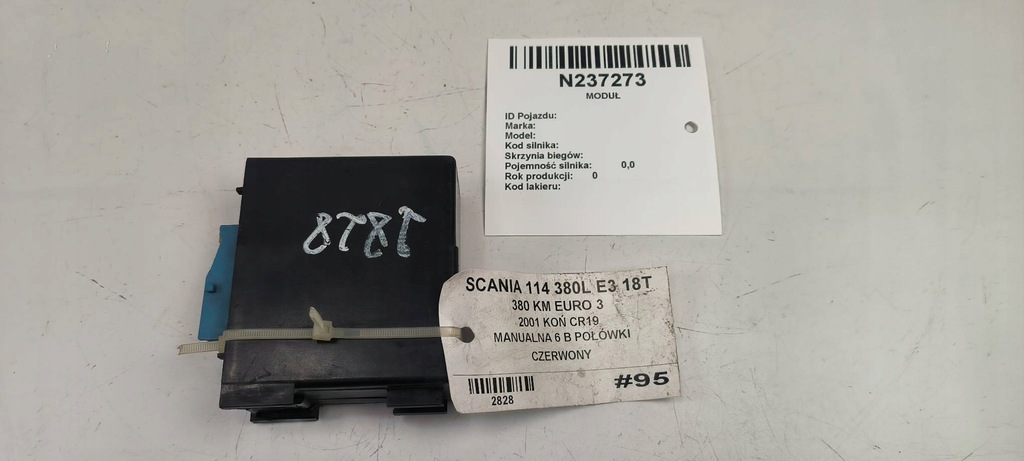 N237273
MODUŁ
ID Pojazdu:
Marka:
Model:
Kod silnika:
Skrzynia biegów:
Pojemność silnika: 0,0
Rok produkcji: 0
Kod lakieru:
SCANIA 114 380L E3 18T
380 KM EURO 3
2001 KOŃ CR19
MANUALNA 6 B POŁÓWKI
CZERWONY
2828
#95